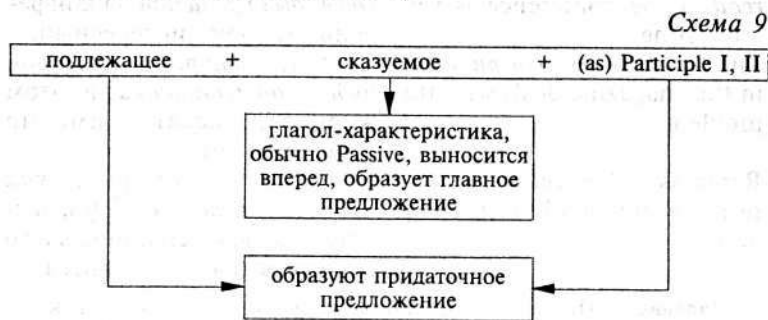 Схема 9
подлежащее + сказуемое + (as) Participle I, II
глагол-характеристика,
обычно Passive, выносится
вперед, образует главное
предложение
образуют придаточное
предложение